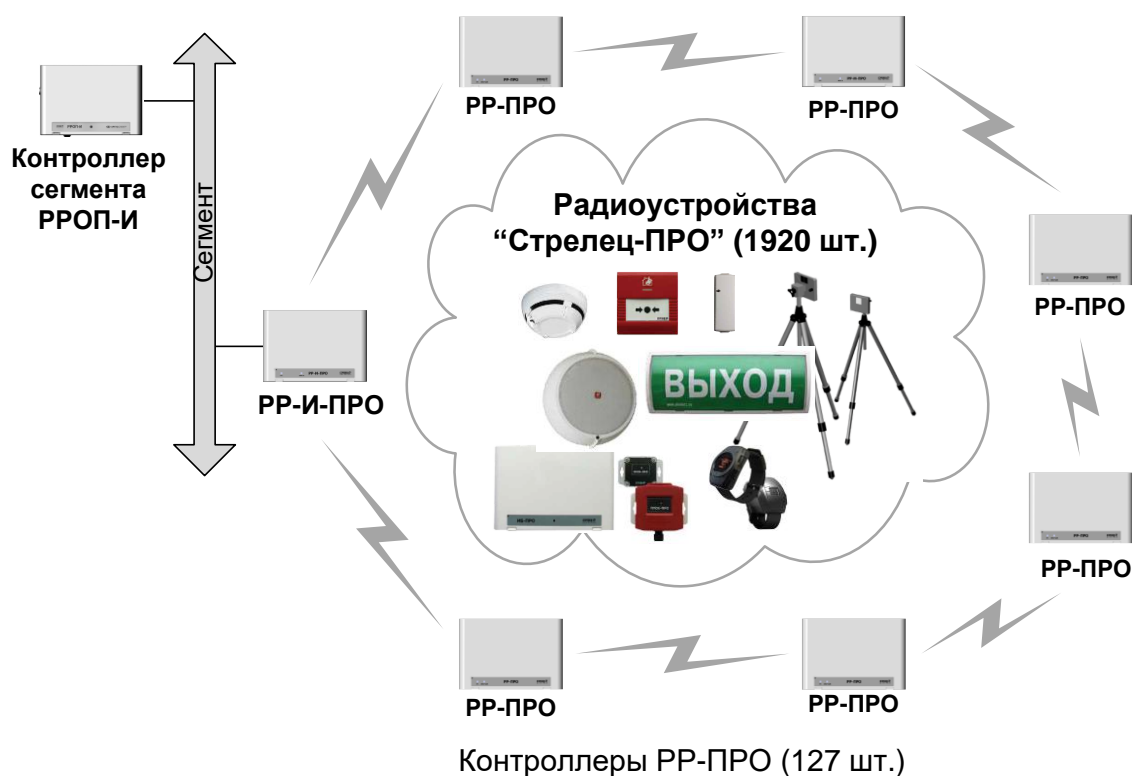 РР-ПРО
РР-ПРО
Контроллер
сегмента
РРОП-И
Сегмент
Радиоустройства
“Стрелец-ПРО” (1920 шт.)
РР-ПРО
РР-И-ПРО
ВЫХОД
РР-ПРО
РР-ПРО
РР-ПРО
Контроллеры РР-ПРО (127 шт.)